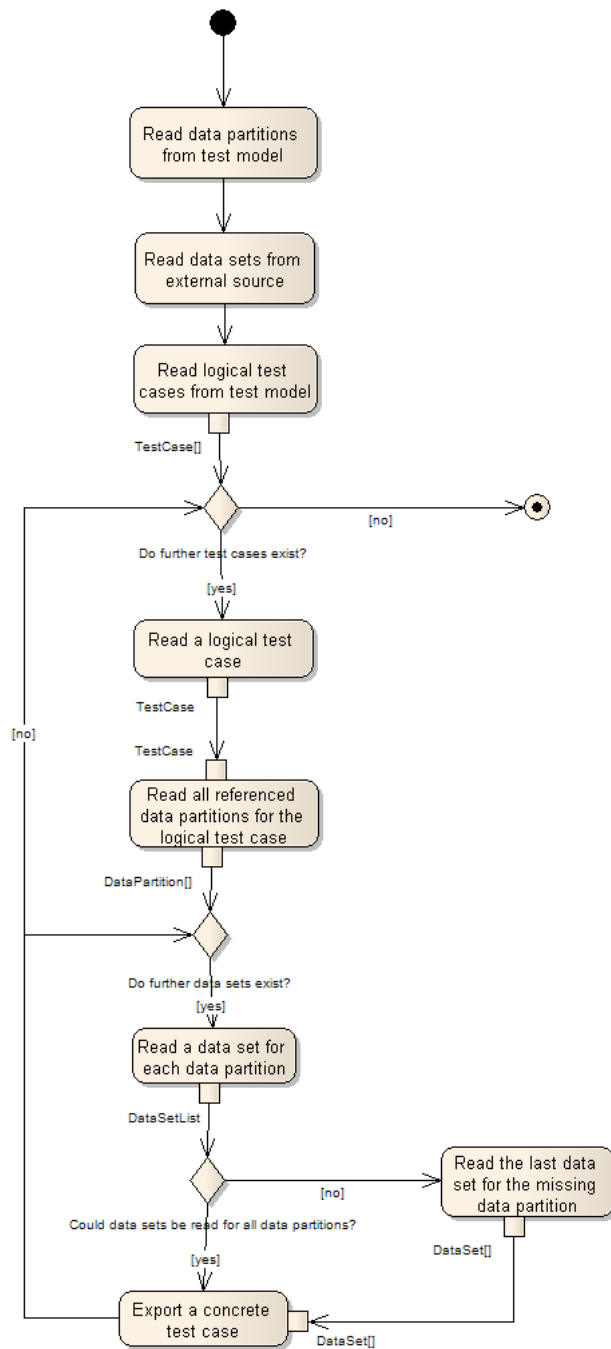 Read data partitions
from test model
Read data sets from
external source
Read logical test
cases from test model
TestCase[]
[no]
Do further test cases exist?
[yes]
Read a logical test
case
TestCase
[no]
TestCase
Read all referenced
data partitions for the
logical test case
DataPartition[]
Do further data sets exist?
[yes]
Read a data set for
each data partition
DataSetList
Read the last data
set for the missing
data partition
[no]
Could data sets be read for all data partitions?
DataSet[]
[yes]
Export a concrete
test case
DataSet[]